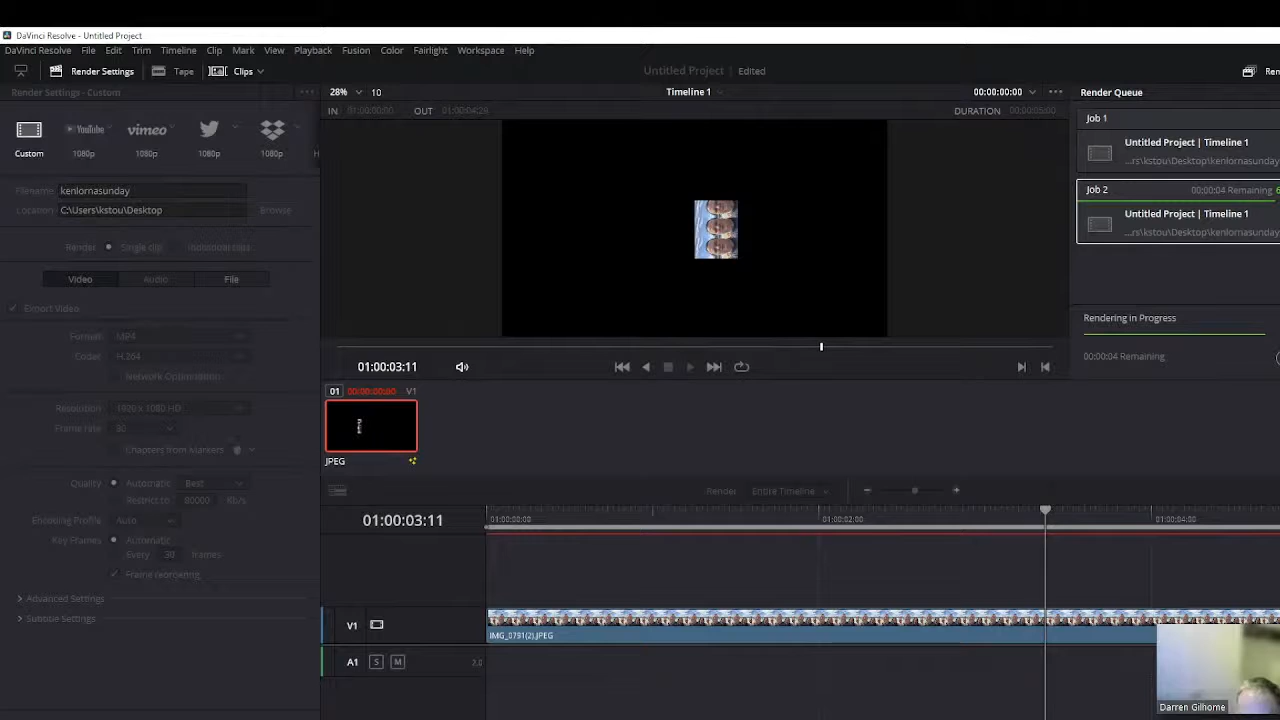 DaVinci Resolve - Untitled Project
DaVinci Resolve File Edit Trim Timeline Clip Mark View Playback Fusion Color Fairlight Workspace Help
Render Settings Tape Clips Untitled Project Edited
Render Settings - Custom
28% 10 Timeline 1 00:00:00:00
Render Queue
IN 01:00:00:00 OUT 01:00:04:29 DURATION 00:00:05:00
Job 1
YouTube vimeo
Custom 1080p 1080p 1080p 1080p
Untitled Project | Timeline 1
..rs\kstou\Desktop\kenlornasunday
Job 2 00:00:04 Remaining
Untitled Project | Timeline 1
..rs\kstou\Desktop\kenlornasunday
Filename kenlornasunday
Location C:\Users\kstou\Desktop Browse
Render Single clip
Video Audio File
Export Video
Format MP4
Codec H.264
Network Optimization
Resolution 1920 x 1080 HD
Frame rate 30
Chapters from Markers
Quality Automatic Best
Restrict to 80000 Kb/s
Encoding Profile Auto
Key Frames Automatic
Every 30 frames
Frame reordering
Advanced Settings
Subtitle Settings
Rendering in Progress
00:00:04 Remaining
01:00:03:11
01 00:00:00:00 V1
JPEG
Render Entire Timeline
01:00:03:11
01:00:00:00 01:00:02:00 01:00:04:00
V1
IMG_0791(2).JPEG
A1 S M 2.0
Darren Gilhome